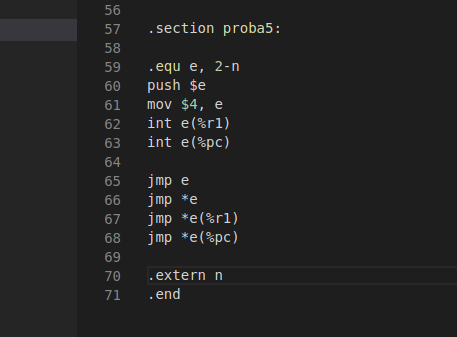 56
57 .section proba5:
58
59 .equ e, 2-n
60 push $e
61 mov $4, e
62 int e(%r1)
63 int e(%pc)
64
65 jmp e
66 jmp *e
67 jmp *e(%r1)
68 jmp *e(%pc)
69
70 .extern n
71 .end